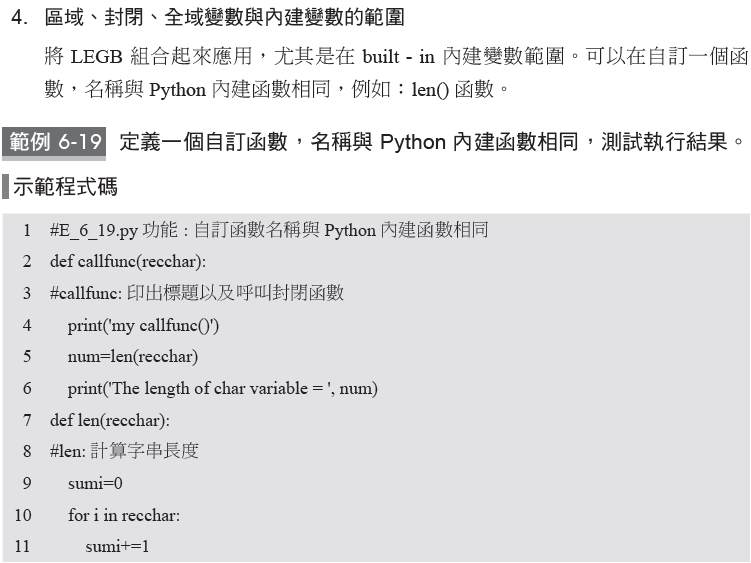 4. 區域、封閉、全域變數與內建變數的範圍
將 LEGB 組合起來應用，尤其是在 built - in 內建變數範圍。可以在自訂一個函
數，名稱與 Python 內建函數相同，例如：len() 函數。
範例 6-19 定義一個自訂函數，名稱與 Python 內建函數相同，測試執行結果。
示範程式碼
1 #E_6_19.py 功能 : 自訂函數名稱與 Python 內建函數相同
2 def callfunc(recchar):
3 #callfunc: 印出標題以及呼叫封閉函數
4 print('my callfunc()')
5 num=len(recchar)
6 print('The length of char variable = ', num)
7 def len(recchar):
8 #len: 計算字串長度
9 sumi=0
10 for i in recchar:
11 sumi+=1